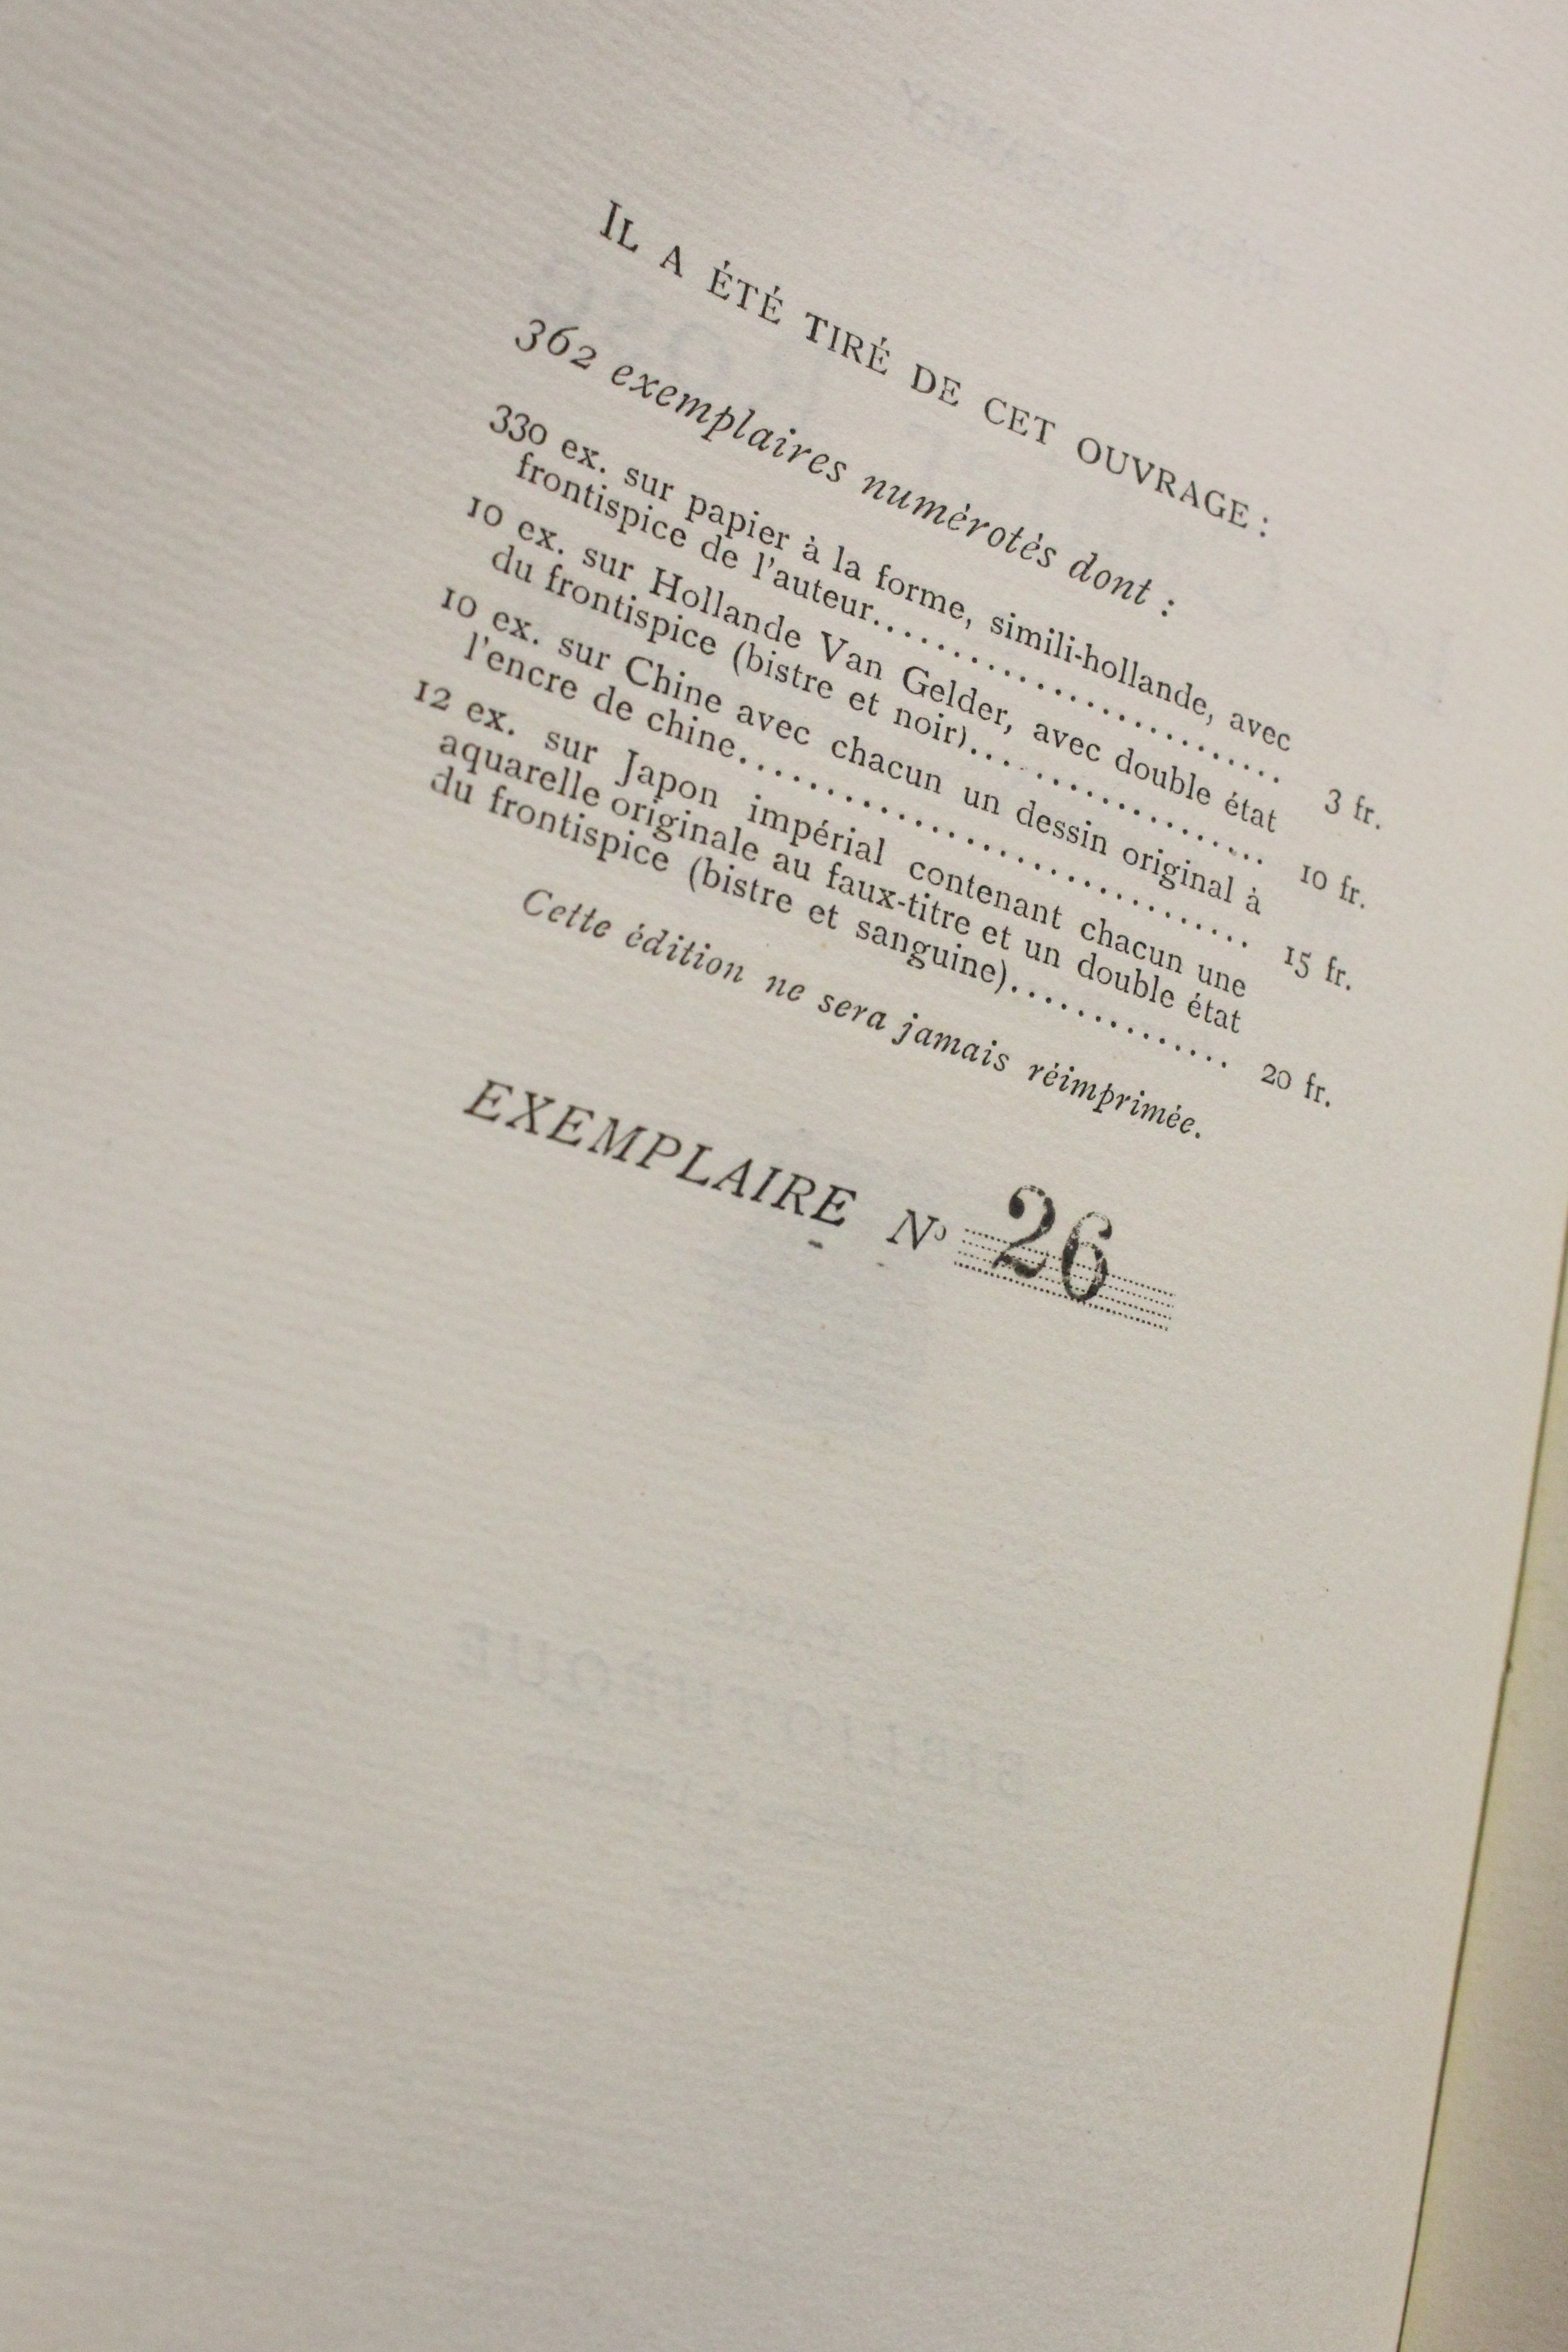 IL A ÉTÉ TIRÉ DE CET OUVRAGE :
362 exemplaires numérotés dont :
330 ex. sur papier à la forme, simili-hollande, avec
frontispice de l'auteur.............................. 3 fr.
10 ex. sur Hollande Van Gelder, avec double état
du frontispice (bistre et noir)...................... 10 fr.
10 ex. sur Chine avec chacun un dessin original à
l'encre de chine..................................... 15 fr.
12 ex. sur Japon impérial contenant chacun une
aquarelle originale au faux-titre et un double état
du frontispice (bistre et sanguine)............... 20 fr.
Cette édition ne sera jamais réimprimée.
EXEMPLAIRE No 26
BIBLIOTHÈQUE